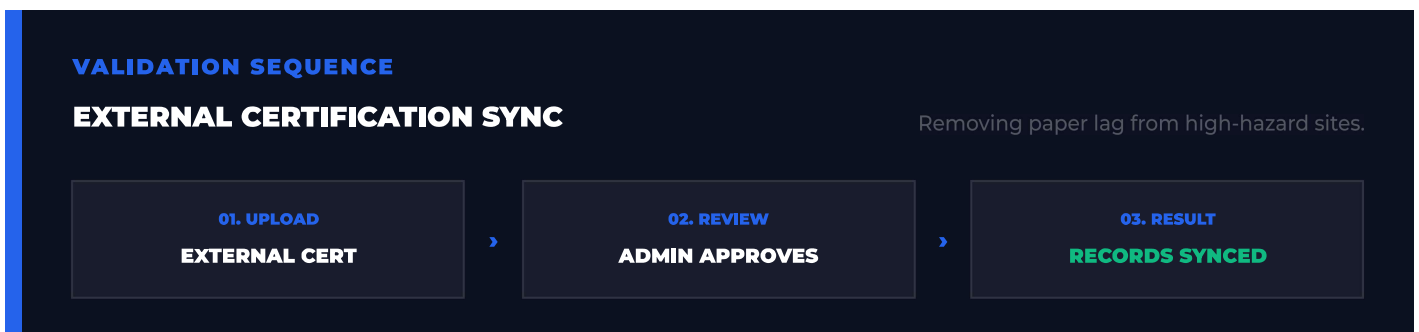 VALIDATION SEQUENCE
EXTERNAL CERTIFICATION SYNC
Removing paper lag from high-hazard sites.
01. UPLOAD
EXTERNAL CERT
›
02. REVIEW
ADMIN APPROVES
›
03. RESULT
RECORDS SYNCED